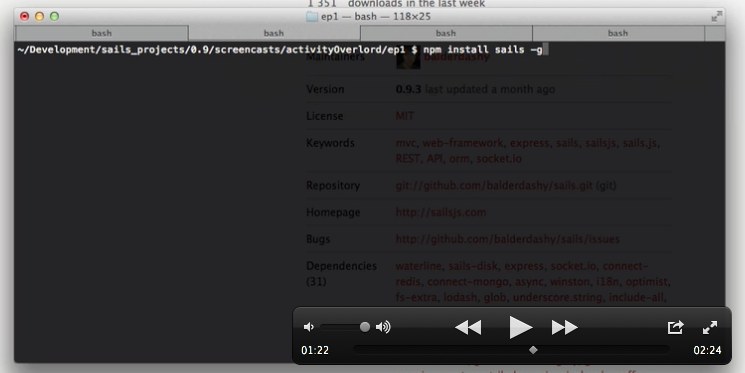 1 351 downloads in the last week
ep1 — bash — 118×25
bash bash bash bash
~/Development/sails_projects/0.9/screencasts/activityOverlord/ep1 $ npm install sails -g
Maintainers balderdashy
Version 0.9.3 last updated a month ago
License MIT
Keywords mvc, web-framework, express, sails, sailsjs, sails.js,
REST, API, orm, socket.io
Repository git://github.com/balderdashy/sails.git (git)
Homepage http://sailsjs.com
Bugs http://github.com/balderdashy/sails/issues
Dependencies waterline, sails-disk, express, socket.io, connect-
(31) redis, connect-mongo, async, winston, i18n, optimist,
fs-extra, lodash, glob, underscore.string, include-all,
01:22 02:24